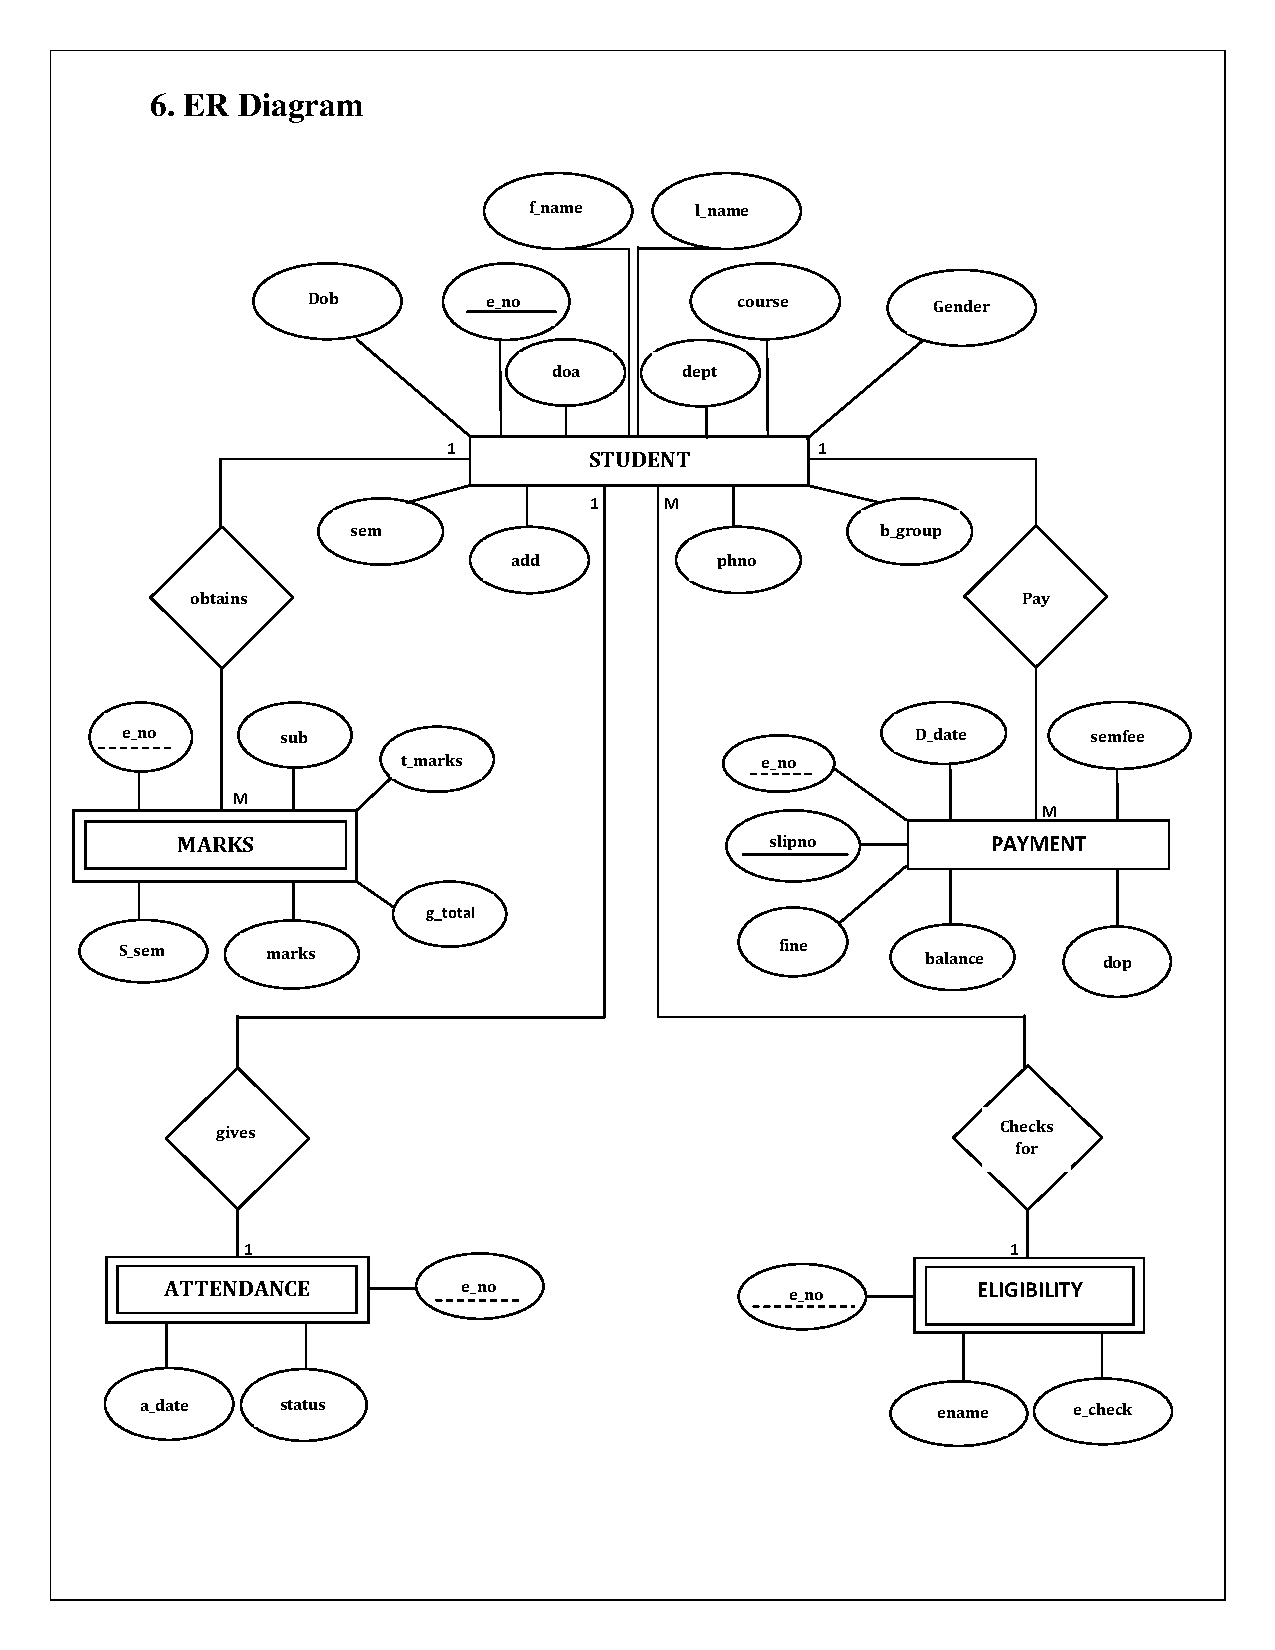 6. ER Diagram
f_name
l_name
Dob
e_no
course
Gender
doa
dept
1
STUDENT
1
1
M
sem
add
phno
b_group
obtains
Pay
e_no
sub
t_marks
M
MARKS
g_total
S_sem
marks
D_date
semfee
e_no
M
slipno
PAYMENT
fine
balance
dop
gives
Checks
for
1
ATTENDANCE
e_no
a_date
status
1
e_no
ELIGIBILITY
ename
e_check